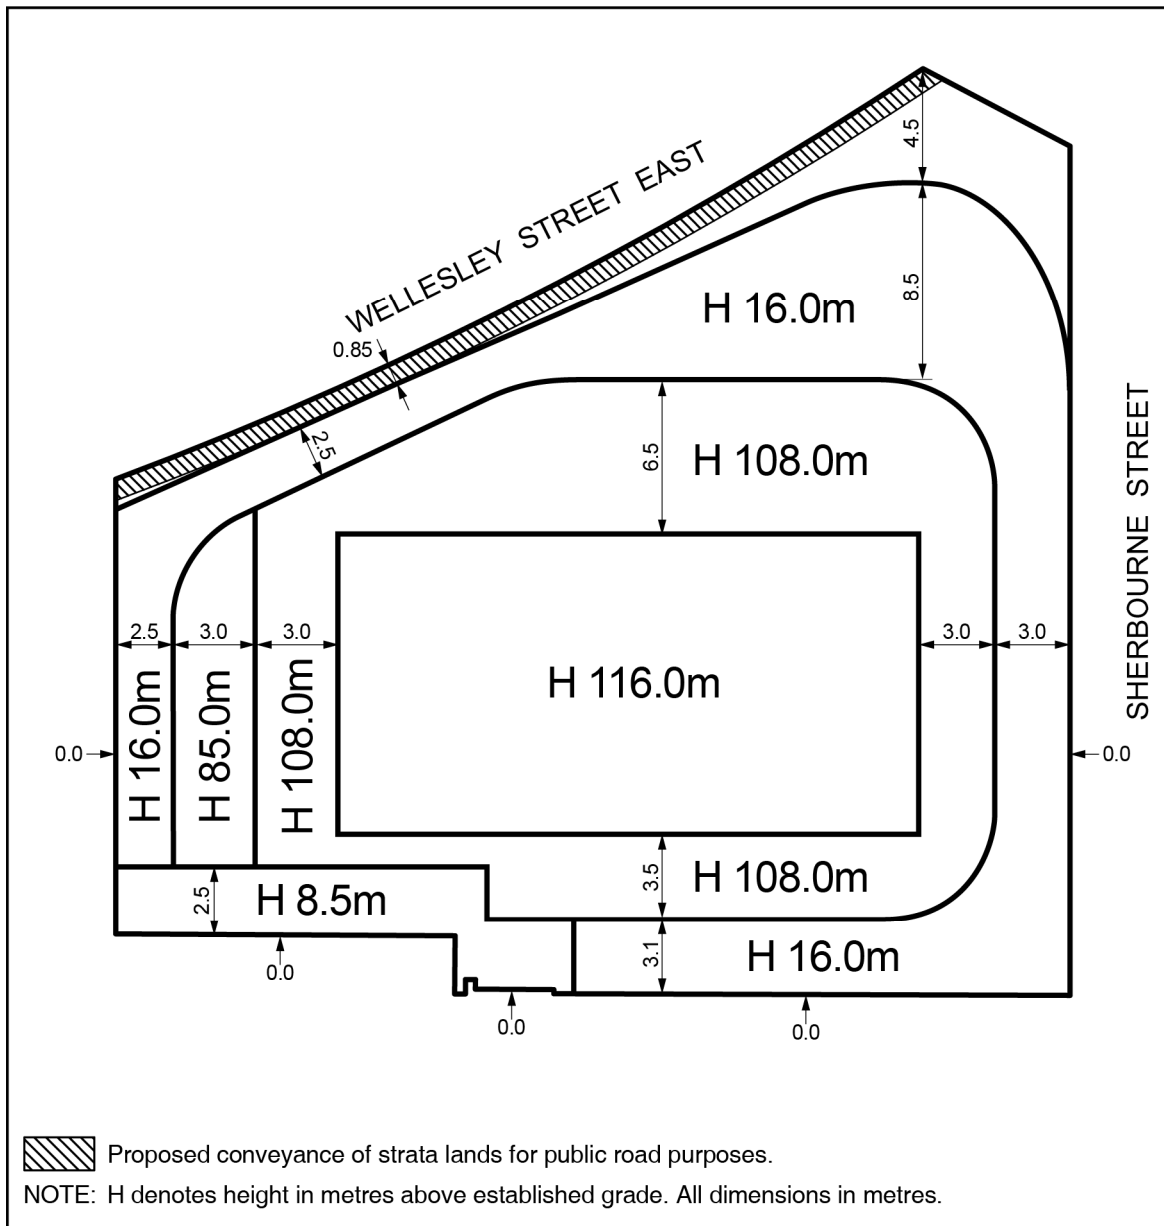 4.5
WELLESLEY STREET EAST
8.5
H 16.0m
0.85
2.5
6.5
H 108.0m
SHERBOURNE STREET
2.5
3.0
3.0
3.0
3.0
H 16.0m
H 85.0m
H 108.0m
H 116.0m
0.0
0.0
3.5
H 108.0m
2.5
H 8.5m
3.1
H 16.0m
0.0
0.0
0.0
Proposed conveyance of strata lands for public road purposes.
NOTE: H denotes height in metres above established grade. All dimensions in metres.